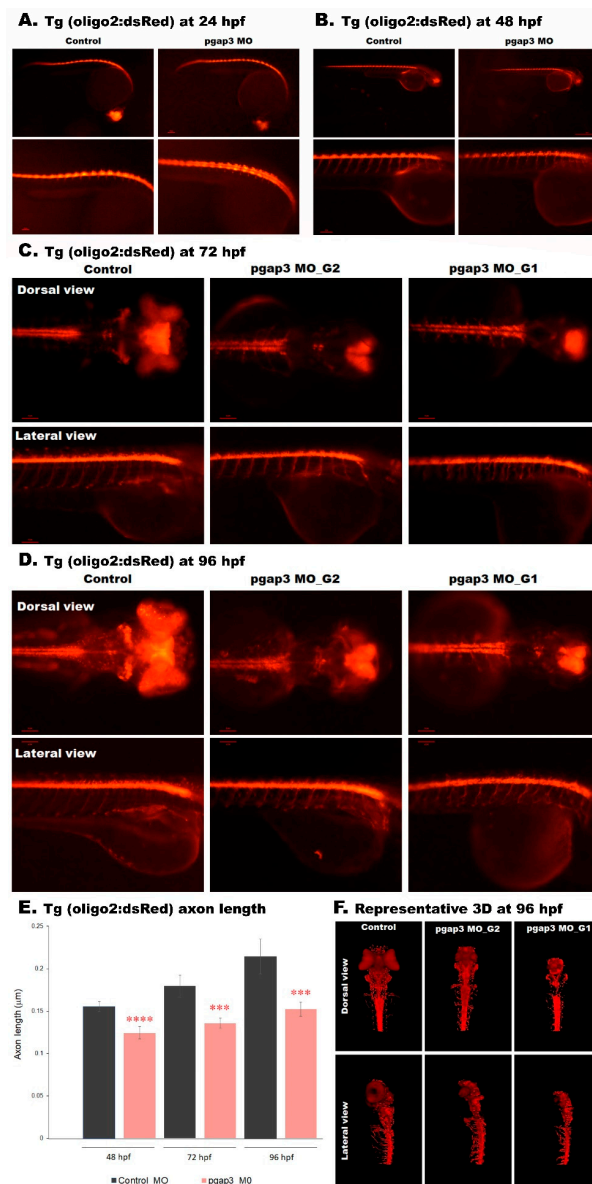 A. Tg (oligo2:dsRed) at 24 hpf
Control
pgap3 MO
B. Tg (oligo2:dsRed) at 48 hpf
Control
pgap3 MO
C. Tg (oligo2:dsRed) at 72 hpf
Control
pgap3 MO_G2
pgap3 MO_G1
Dorsal view
Lateral view
D. Tg (oligo2:dsRed) at 96 hpf
Control
pgap3 MO_G2
pgap3 MO_G1
Dorsal view
Lateral view
E. Tg (oligo2:dsRed) axon length
Axon length (μm)
0.25
0.2
0.15
0.1
0.05
0
****
***
***
48 hpf
72 hpf
96 hpf
Control_MO
pgap3_M0
F. Representative 3D at 96 hpf
Control
pgap3 MO_G2
pgap3 MO_G1
Dorsal view
Lateral view